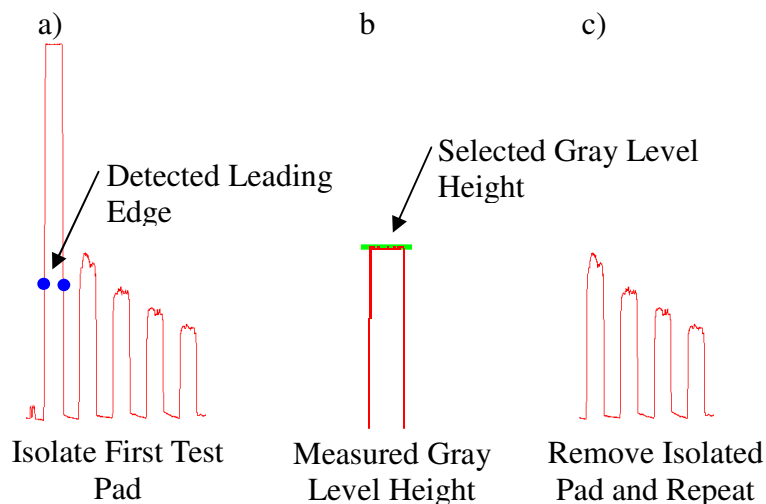 a)
b
c)
Detected Leading
Edge
Selected Gray Level
Height
Isolate First Test
Pad
Measured Gray
Level Height
Remove Isolated
Pad and Repeat